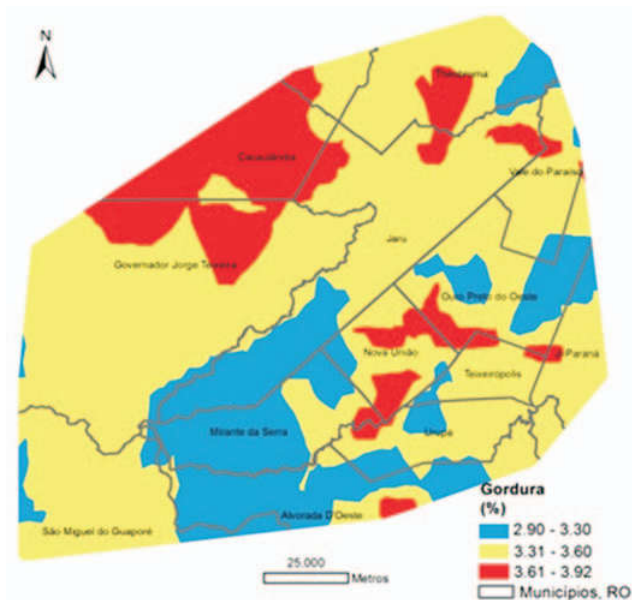 N
Theobroma
Cacaulândia
Vale do Paraíso
Jaru
Governador Jorge Teixeira
Ouro Preto do Oeste
Nova União
Paraná
Teixeirópolis
Mirante da Serra
Urupá
Alvorada D'Oeste
São Miguel do Guaporé
Gordura
(%)
2.90 - 3.30
3.31 - 3.60
3.61 - 3.92
Municípios, RO
25.000
Metros